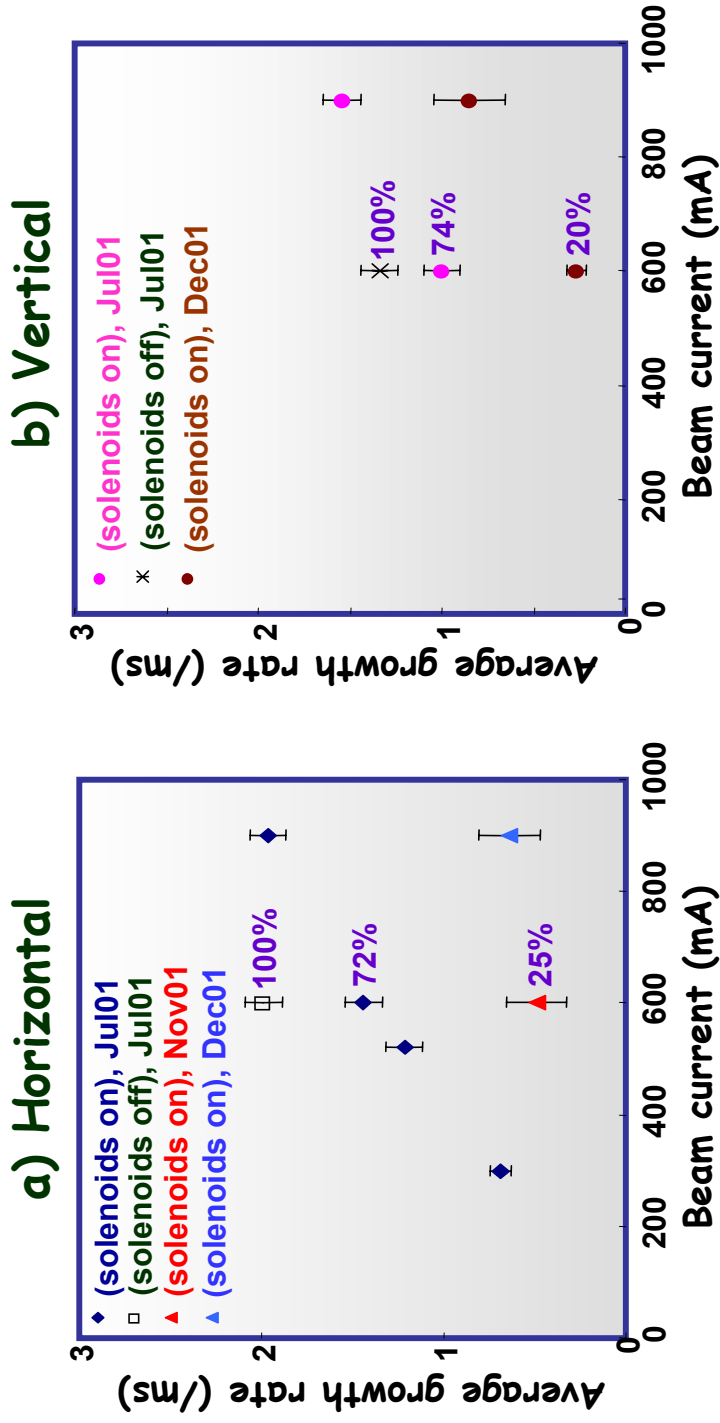 a) Horizontal
(solenoids on), Jul01
(solenoids off), Jul01
(solenoids on), Nov01
(solenoids on), Dec01
100%
72%
25%
3
2
1
0
Average growth rate (/ms)
0
200
400
600
800
1000
Beam current (mA)
b) Vertical
(solenoids on), Jul01
(solenoids off), Jul01
(solenoids on), Dec01
100%
74%
20%
3
2
1
0
Average growth rate (/ms)
0
200
400
600
800
1000
Beam current (mA)